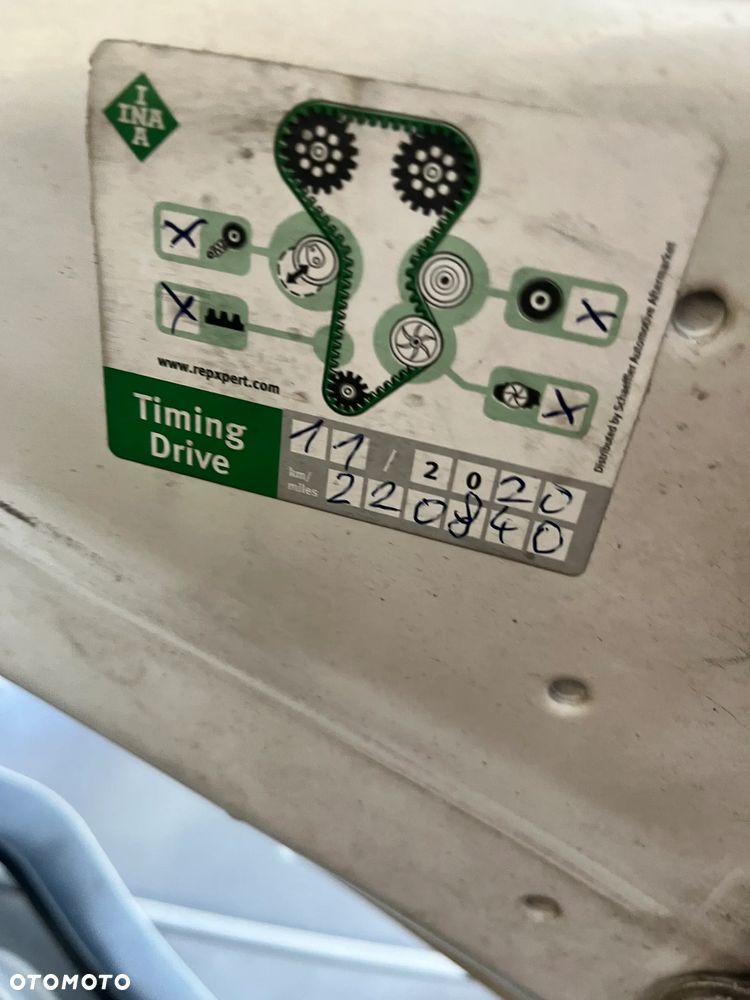 I
INA
A
X
X
X
X
www.repxpert.com
Distributed by Schaeffler Automotive Aftermarket
Timing
Drive
11 / 2020
km/
miles
220840
OTOMOTO